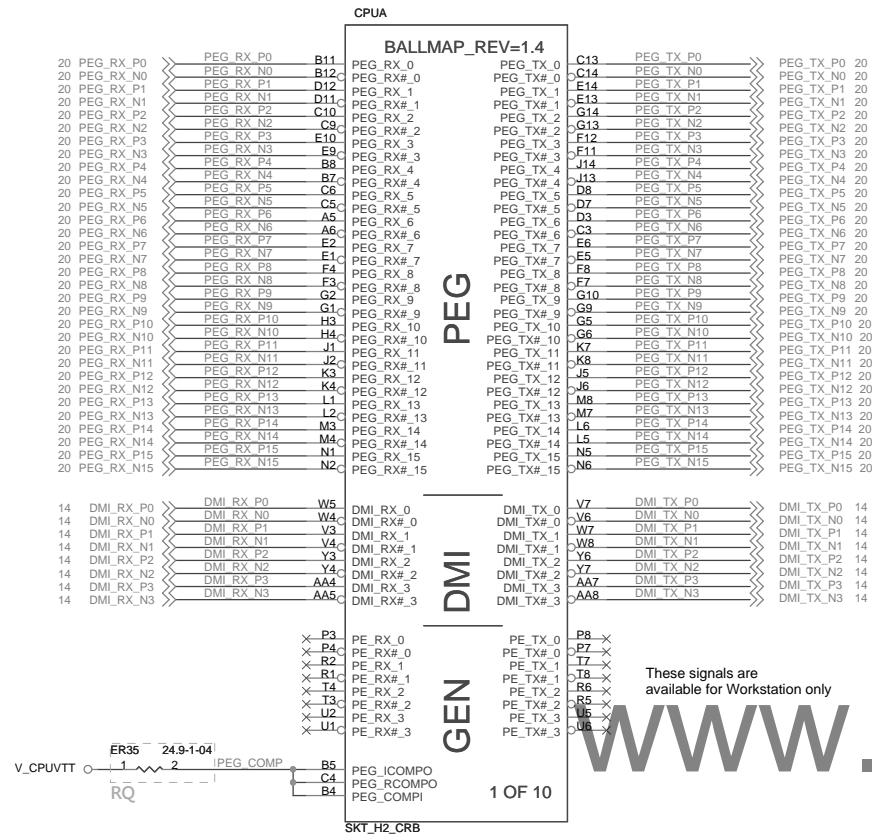 CPUA
BALLMAP_REV=1.4
20 PEG_RX_P0 PEG_RX_P0 B11 PEG_RX_0 PEG_TX_0 C13 PEG_TX_P0 PEG_TX_P0 20
20 PEG_RX_N0 PEG_RX_N0 B12 PEG_RX#_0 PEG_TX#_0 C14 PEG_TX_N0 PEG_TX_N0 20
20 PEG_RX_P1 PEG_RX_P1 D12 PEG_RX_1 PEG_TX_1 E14 PEG_TX_P1 PEG_TX_P1 20
20 PEG_RX_N1 PEG_RX_N1 D11 PEG_RX#_1 PEG_TX#_1 E13 PEG_TX_N1 PEG_TX_N1 20
20 PEG_RX_P2 PEG_RX_P2 C10 PEG_RX_2 PEG_TX_2 G14 PEG_TX_P2 PEG_TX_P2 20
20 PEG_RX_N2 PEG_RX_N2 C9 PEG_RX#_2 PEG_TX#_2 G13 PEG_TX_N2 PEG_TX_N2 20
20 PEG_RX_P3 PEG_RX_P3 E10 PEG_RX_3 PEG_TX_3 F12 PEG_TX_P3 PEG_TX_P3 20
20 PEG_RX_N3 PEG_RX_N3 E9 PEG_RX#_3 PEG_TX#_3 F11 PEG_TX_N3 PEG_TX_N3 20
20 PEG_RX_P4 PEG_RX_P4 B8 PEG_RX_4 PEG_TX_4 J14 PEG_TX_P4 PEG_TX_P4 20
20 PEG_RX_N4 PEG_RX_N4 B7 PEG_RX#_4 PEG_TX#_4 J13 PEG_TX_N4 PEG_TX_N4 20
20 PEG_RX_P5 PEG_RX_P5 C6 PEG_RX_5 PEG_TX_5 D8 PEG_TX_P5 PEG_TX_P5 20
20 PEG_RX_N5 PEG_RX_N5 C5 PEG_RX#_5 PEG_TX#_5 D7 PEG_TX_N5 PEG_TX_N5 20
20 PEG_RX_P6 PEG_RX_P6 A5 PEG_RX_6 PEG_TX_6 D3 PEG_TX_P6 PEG_TX_P6 20
20 PEG_RX_N6 PEG_RX_N6 A6 PEG_RX#_6 PEG_TX#_6 C3 PEG_TX_N6 PEG_TX_N6 20
20 PEG_RX_P7 PEG_RX_P7 E2 PEG_RX_7 PEG_TX_7 E6 PEG_TX_P7 PEG_TX_P7 20
20 PEG_RX_N7 PEG_RX_N7 E1 PEG_RX#_7 PEG_TX#_7 E5 PEG_TX_N7 PEG_TX_N7 20
20 PEG_RX_P8 PEG_RX_P8 F4 PEG_RX_8 PEG_TX_8 F8 PEG_TX_P8 PEG_TX_P8 20
20 PEG_RX_N8 PEG_RX_N8 F3 PEG_RX#_8 PEG_TX#_8 F7 PEG_TX_N8 PEG_TX_N8 20
20 PEG_RX_P9 PEG_RX_P9 G2 PEG_RX_9 PEG_TX_9 G10 PEG_TX_P9 PEG_TX_P9 20
20 PEG_RX_N9 PEG_RX_N9 G1 PEG_RX#_9 PEG_TX#_9 G9 PEG_TX_N9 PEG_TX_N9 20
20 PEG_RX_P10 PEG_RX_P10 H3 PEG_RX_10 PEG_TX_10 G5 PEG_TX_P10 PEG_TX_P10 20
20 PEG_RX_N10 PEG_RX_N10 H4 PEG_RX#_10 PEG_TX#_10 G6 PEG_TX_N10 PEG_TX_N10 20
20 PEG_RX_P11 PEG_RX_P11 J1 PEG_RX_11 PEG_TX_11 K7 PEG_TX_P11 PEG_TX_P11 20
20 PEG_RX_N11 PEG_RX_N11 J2 PEG_RX#_11 PEG_TX#_11 K8 PEG_TX_N11 PEG_TX_N11 20
20 PEG_RX_P12 PEG_RX_P12 K3 PEG_RX_12 PEG_TX_12 J5 PEG_TX_P12 PEG_TX_P12 20
20 PEG_RX_N12 PEG_RX_N12 K4 PEG_RX#_12 PEG_TX#_12 J6 PEG_TX_N12 PEG_TX_N12 20
20 PEG_RX_P13 PEG_RX_P13 L1 PEG_RX_13 PEG_TX_13 M8 PEG_TX_P13 PEG_TX_P13 20
20 PEG_RX_N13 PEG_RX_N13 L2 PEG_RX#_13 PEG_TX#_13 M7 PEG_TX_N13 PEG_TX_N13 20
20 PEG_RX_P14 PEG_RX_P14 M3 PEG_RX_14 PEG_TX_14 L6 PEG_TX_P14 PEG_TX_P14 20
20 PEG_RX_N14 PEG_RX_N14 M4 PEG_RX#_14 PEG_TX#_14 L5 PEG_TX_N14 PEG_TX_N14 20
20 PEG_RX_P15 PEG_RX_P15 N1 PEG_RX_15 PEG_TX_15 N5 PEG_TX_P15 PEG_TX_P15 20
20 PEG_RX_N15 PEG_RX_N15 N2 PEG_RX#_15 PEG_TX#_15 N6 PEG_TX_N15 PEG_TX_N15 20
PEG
14 DMI_RX_P0 DMI_RX_P0 W5 DMI_RX_0 DMI_TX_0 V7 DMI_TX_P0 DMI_TX_P0 14
14 DMI_RX_N0 DMI_RX_N0 W4 DMI_RX#_0 DMI_TX#_0 V6 DMI_TX_N0 DMI_TX_N0 14
14 DMI_RX_P1 DMI_RX_P1 V3 DMI_RX_1 DMI_TX_1 W7 DMI_TX_P1 DMI_TX_P1 14
14 DMI_RX_N1 DMI_RX_N1 V4 DMI_RX#_1 DMI_TX#_1 W8 DMI_TX_N1 DMI_TX_N1 14
14 DMI_RX_P2 DMI_RX_P2 Y3 DMI_RX_2 DMI_TX_2 Y6 DMI_TX_P2 DMI_TX_P2 14
14 DMI_RX_N2 DMI_RX_N2 Y4 DMI_RX#_2 DMI_TX#_2 Y7 DMI_TX_N2 DMI_TX_N2 14
14 DMI_RX_P3 DMI_RX_P3 AA4 DMI_RX_3 DMI_TX_3 AA7 DMI_TX_P3 DMI_TX_P3 14
14 DMI_RX_N3 DMI_RX_N3 AA5 DMI_RX#_3 DMI_TX#_3 AA8 DMI_TX_N3 DMI_TX_N3 14
DMI
P3 PE_RX_0 PE_TX_0 P8
P4 PE_RX#_0 PE_TX#_0 P7
R2 PE_RX_1 PE_TX_1 T7
R1 PE_RX#_1 PE_TX#_1 T8
T4 PE_RX_2 PE_TX_2 R6
T3 PE_RX#_2 PE_TX#_2 R5
U2 PE_RX_3 PE_TX_3 U5
U1 PE_RX#_3 PE_TX#_3 U6
GEN
These signals are
available for Workstation only
www.
V_CPUVTT ER35 24.9-1-04
1 2 PEG_COMP B5 PEG_ICOMPO
C4 PEG_RCOMPO
B4 PEG_COMPI
RQ
1 OF 10
SKT_H2_CRB